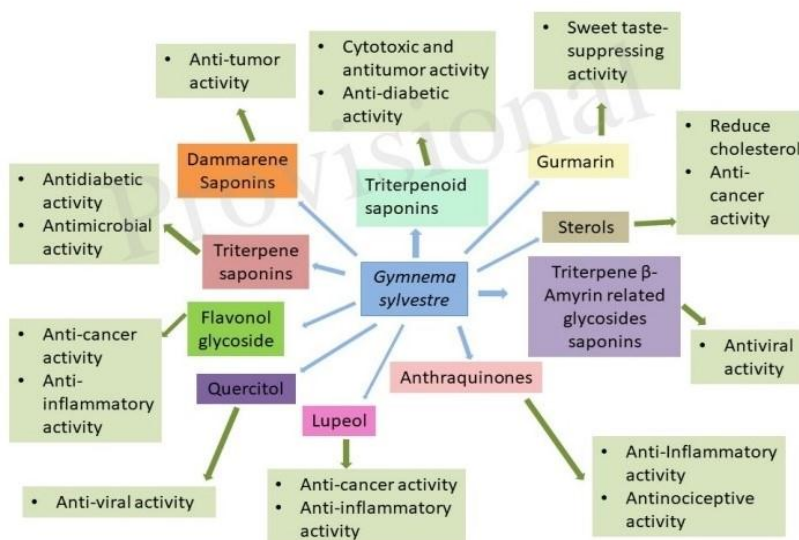 • Anti-tumor
activity
• Cytotoxic and
antitumor activity
• Anti-diabetic
activity
• Sweet taste-
suppressing
activity
• Reduce
cholesterol
• Anti-
cancer
activity
Dammarene
Saponins
Triterpenoid
saponins
Gurmarin
Sterols
• Antidiabetic
activity
• Antimicrobial
activity
Triterpene
saponins
Gymnema
sylvestre
Triterpene β-
Amyrin related
glycosides
saponins
Flavonol
glycoside
• Anti-cancer
activity
• Anti-
inflammatory
activity
• Antiviral
activity
Quercitol
Lupeol
Anthraquinones
• Anti-viral activity
• Anti-cancer activity
• Anti-inflammatory
activity
• Anti-Inflammatory
activity
• Antinociceptive
activity
Provisional